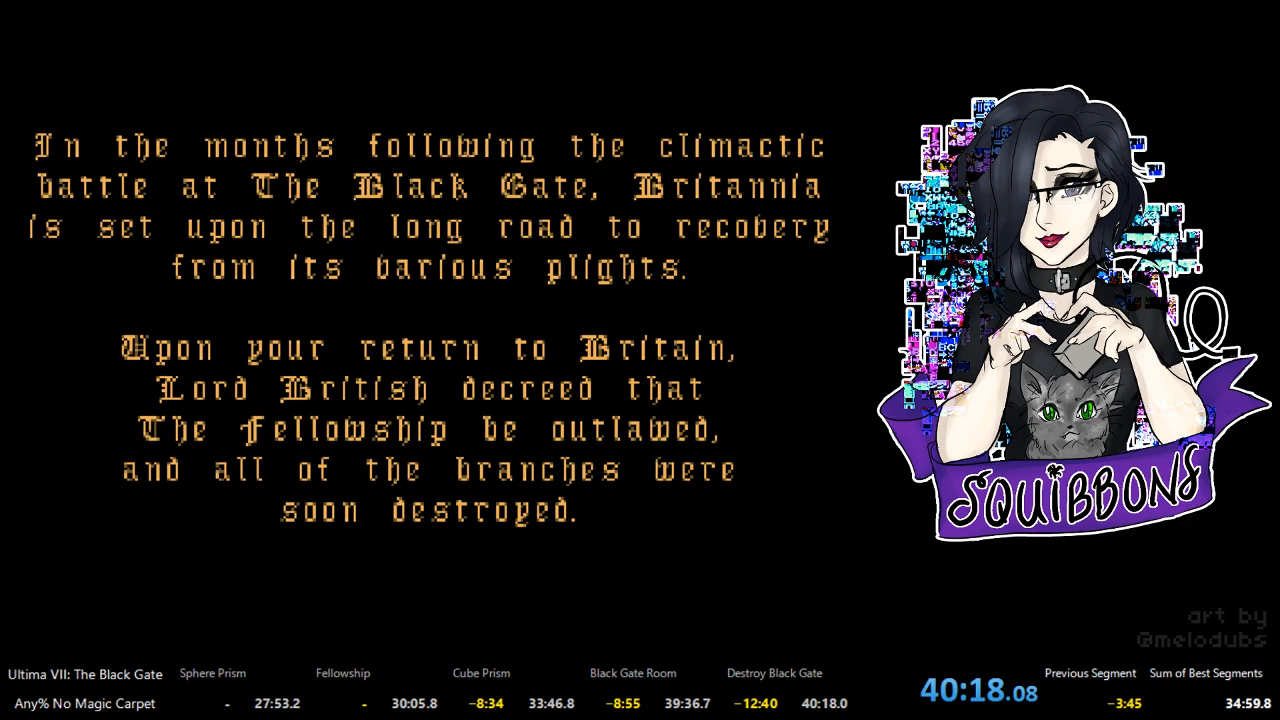 In the months following the climactic
battle at The Black Gate, Britannia
is set upon the long road to recovery
from its various plights.
Upon your return to Britain,
Lord British decreed that
The Fellowship be outlawed,
and all of the branches were
soon destroyed.
SQUIBBONS
art by
@melodubs
Ultima VII: The Black Gate Sphere Prism Fellowship Cube Prism Black Gate Room Destroy Black Gate 40:18.08 Previous Segment Sum of Best Segments
Any% No Magic Carpet - 27:53.2 - 30:05.8 −8:34 33:46.8 −8:55 39:36.7 −12:40 40:18.0 −3:45 34:59.8